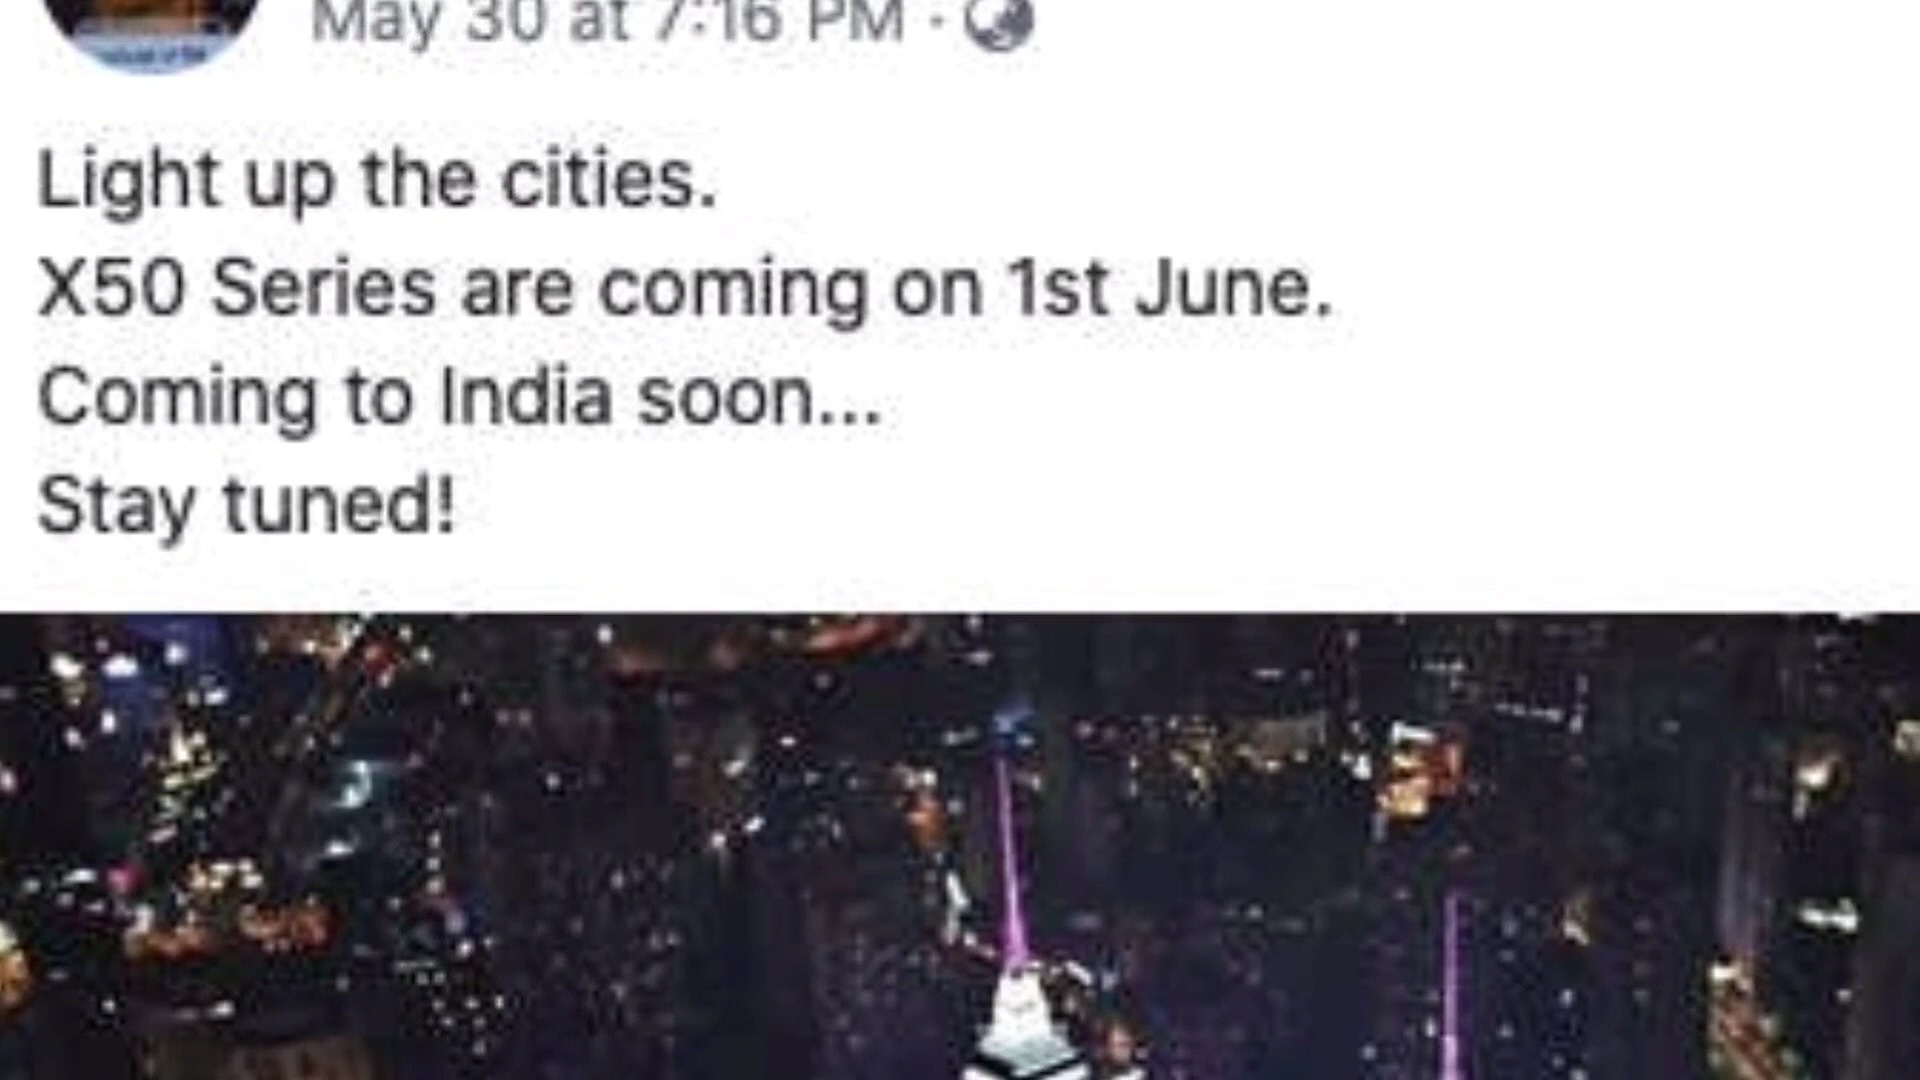 May 30 at 7:16 PM ·
Light up the cities.
X50 Series are coming on 1st June.
Coming to India soon...
Stay tuned!